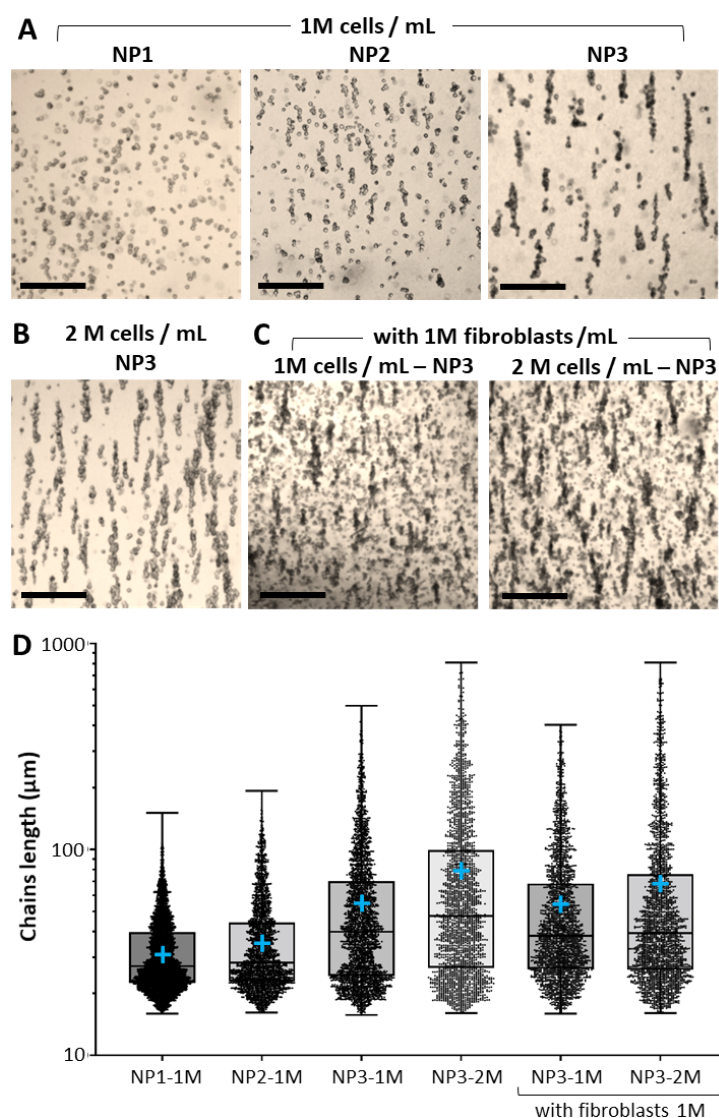 A
1M cells / mL
NP1
NP2
NP3
B
2 M cells / mL
NP3
C
with 1M fibroblasts/mL
1M cells / mL – NP3
2 M cells / mL – NP3
D
Chains length (µm)
1000
100
10
NP1-1M
NP2-1M
NP3-1M
NP3-2M
NP3-1M
NP3-2M
with fibroblasts 1M